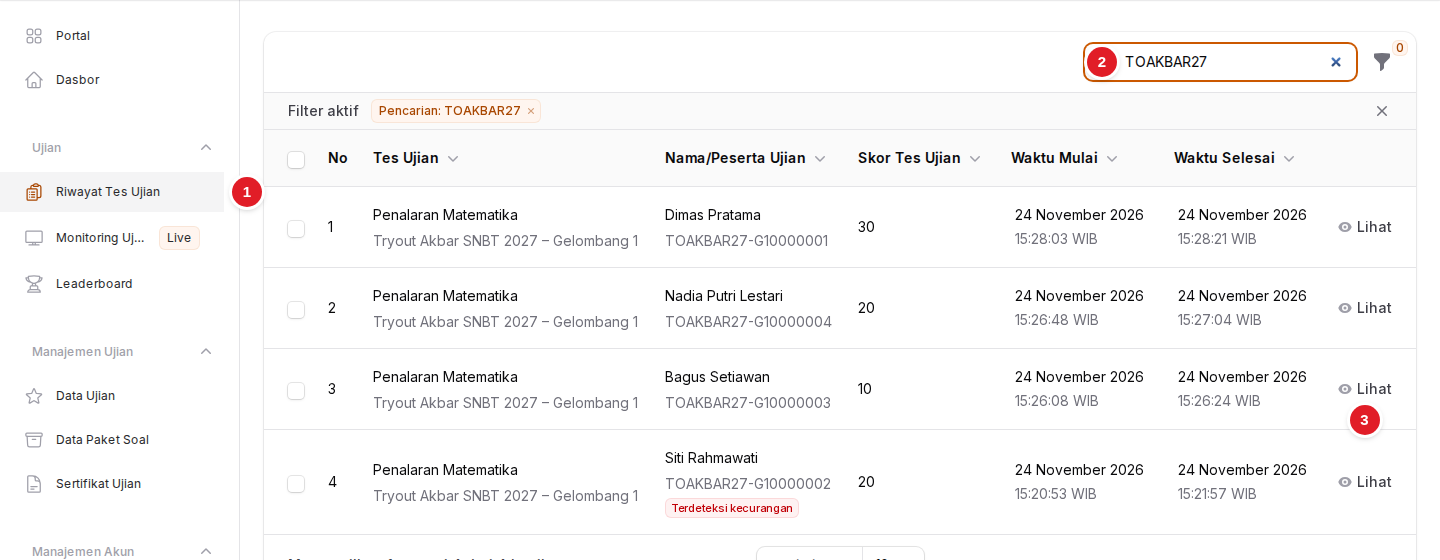 Portal
Dasbor
Ujian
Riwayat Tes Ujian
1
Monitoring Uj...
Live
Leaderboard
Manajemen Ujian
Data Ujian
Data Paket Soal
Sertifikat Ujian
Manajemen Akun
2
TOAKBAR27
0
Filter aktif
Pencarian: TOAKBAR27 ×
No Tes Ujian Nama/Peserta Ujian Skor Tes Ujian Waktu Mulai Waktu Selesai
1 Penalaran Matematika Dimas Pratama 30 24 November 2026 24 November 2026 Lihat
Tryout Akbar SNBT 2027 – Gelombang 1 TOAKBAR27-G10000001 15:28:03 WIB 15:28:21 WIB
2 Penalaran Matematika Nadia Putri Lestari 20 24 November 2026 24 November 2026 Lihat
Tryout Akbar SNBT 2027 – Gelombang 1 TOAKBAR27-G10000004 15:26:48 WIB 15:27:04 WIB
3 Penalaran Matematika Bagus Setiawan 10 24 November 2026 24 November 2026 Lihat
Tryout Akbar SNBT 2027 – Gelombang 1 TOAKBAR27-G10000003 15:26:08 WIB 15:26:24 WIB
3
4 Penalaran Matematika Siti Rahmawati 20 24 November 2026 24 November 2026 Lihat
Tryout Akbar SNBT 2027 – Gelombang 1 TOAKBAR27-G10000002 15:20:53 WIB 15:21:57 WIB
Terdeteksi kecurangan